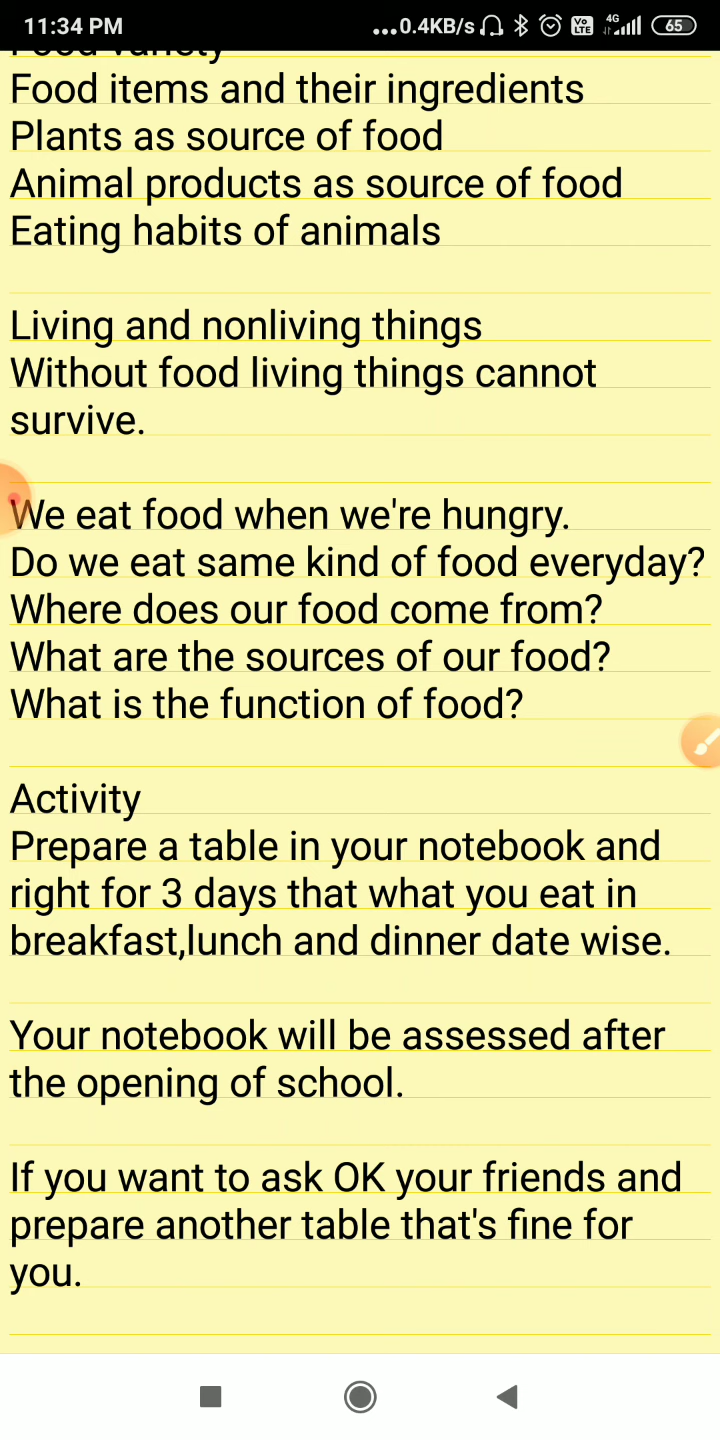 11:34 PM ...0.4KB/s Vo LTE 4G 65
Food variety
Food items and their ingredients
Plants as source of food
Animal products as source of food
Eating habits of animals
Living and nonliving things
Without food living things cannot
survive.
We eat food when we're hungry.
Do we eat same kind of food everyday?
Where does our food come from?
What are the sources of our food?
What is the function of food?
Activity
Prepare a table in your notebook and
right for 3 days that what you eat in
breakfast,lunch and dinner date wise.
Your notebook will be assessed after
the opening of school.
If you want to ask OK your friends and
prepare another table that's fine for
you.